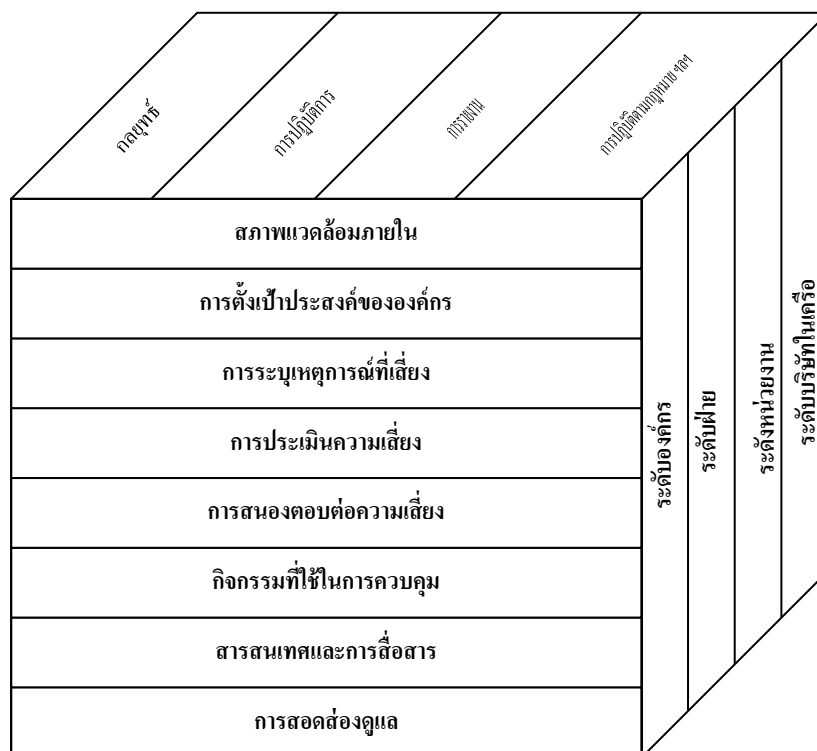 กลยุทธ์
การปฏิบัติการ
การรายงาน
การปฏิบัติตามกฎหมาย ฯลฯ
สภาพแวดล้อมภายใน
การตั้งเป้าประสงค์ขององค์กร
การระบุเหตุการณ์ที่เสี่ยง
การประเมินความเสี่ยง
การสนองตอบต่อความเสี่ยง
กิจกรรมที่ใช้ในการควบคุม
สารสนเทศและการสื่อสาร
การสอดส่องดูแล
ระดับองค์กร
ระดับฝ่าย
ระดังหน่วยงาน
ระดับบริษัทในเครือ